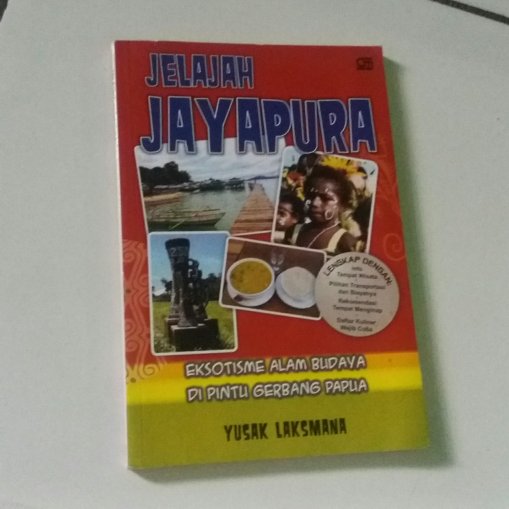 JELAJAH
JAYAPURA
LENGKAP DENGAN:
Info
Tempat Wisata
Pilihan Transportasi
dan Biayanya
Rekomendasi
Tempat Menginap
Daftar Kuliner
Wajib Coba
EKSOTISME ALAM BUDAYA
DI PINTU GERBANG PAPUA
YUSAK LAKSMANA